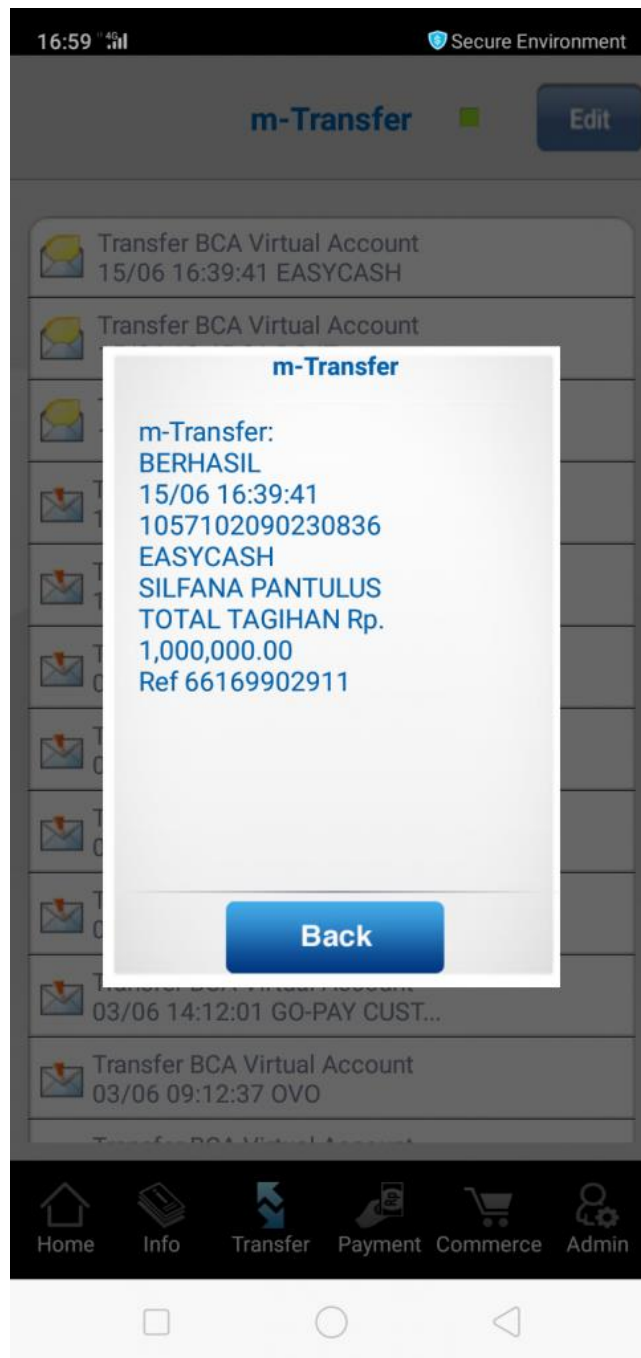 16:59 4G Secure Environment
m-Transfer Edit
Transfer BCA Virtual Account
15/06 16:39:41 EASYCASH
Transfer BCA Virtual Account
m-Transfer
m-Transfer:
BERHASIL
15/06 16:39:41
1057102090230836
EASYCASH
SILFANA PANTULUS
TOTAL TAGIHAN Rp.
1,000,000.00
Ref 66169902911
Back
03/06 14:12:01 GO-PAY CUST...
Transfer BCA Virtual Account
03/06 09:12:37 OVO
Home Info Transfer Payment Commerce Admin